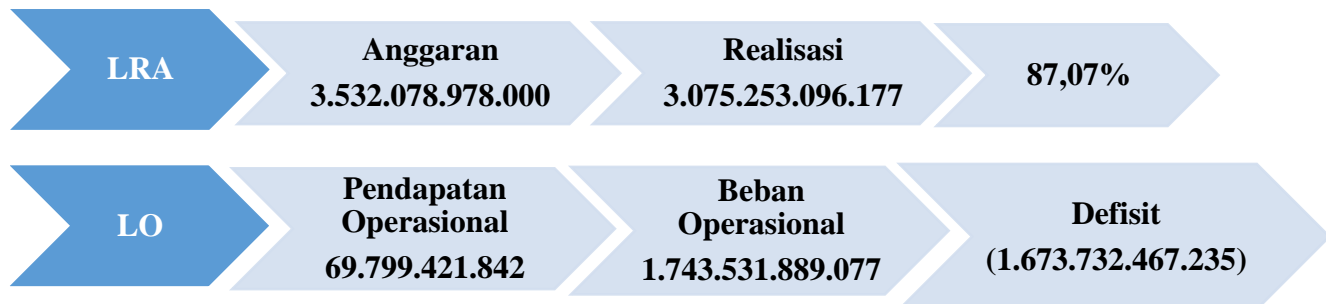 LRA
Anggaran
3.532.078.978.000
Realisasi
3.075.253.096.177
87,07%
LO
Pendapatan
Operasional
69.799.421.842
Beban
Operasional
1.743.531.889.077
Defisit
(1.673.732.467.235)